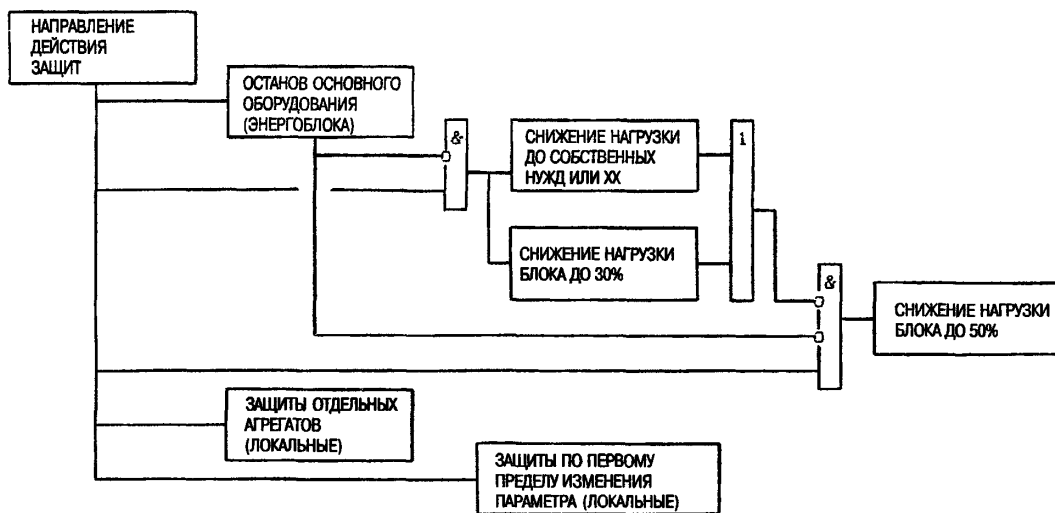 НАПРАВЛЕНИЕ
ДЕЙСТВИЯ
ЗАЩИТ
ОСТАНОВ ОСНОВНОГО
ОБОРУДОВАНИЯ
(ЭНЕРГОБЛОКА)
&
СНИЖЕНИЕ НАГРУЗКИ
ДО СОБСТВЕННЫХ
НУЖД ИЛИ ХХ
1
СНИЖЕНИЕ НАГРУЗКИ
БЛОКА ДО 30%
&
СНИЖЕНИЕ НАГРУЗКИ
БЛОКА ДО 50%
ЗАЩИТЫ ОТДЕЛЬНЫХ
АГРЕГАТОВ
(ЛОКАЛЬНЫЕ)
ЗАЩИТЫ ПО ПЕРВОМУ
ПРЕДЕЛУ ИЗМЕНЕНИЯ
ПАРАМЕТРА (ЛОКАЛЬНЫЕ)